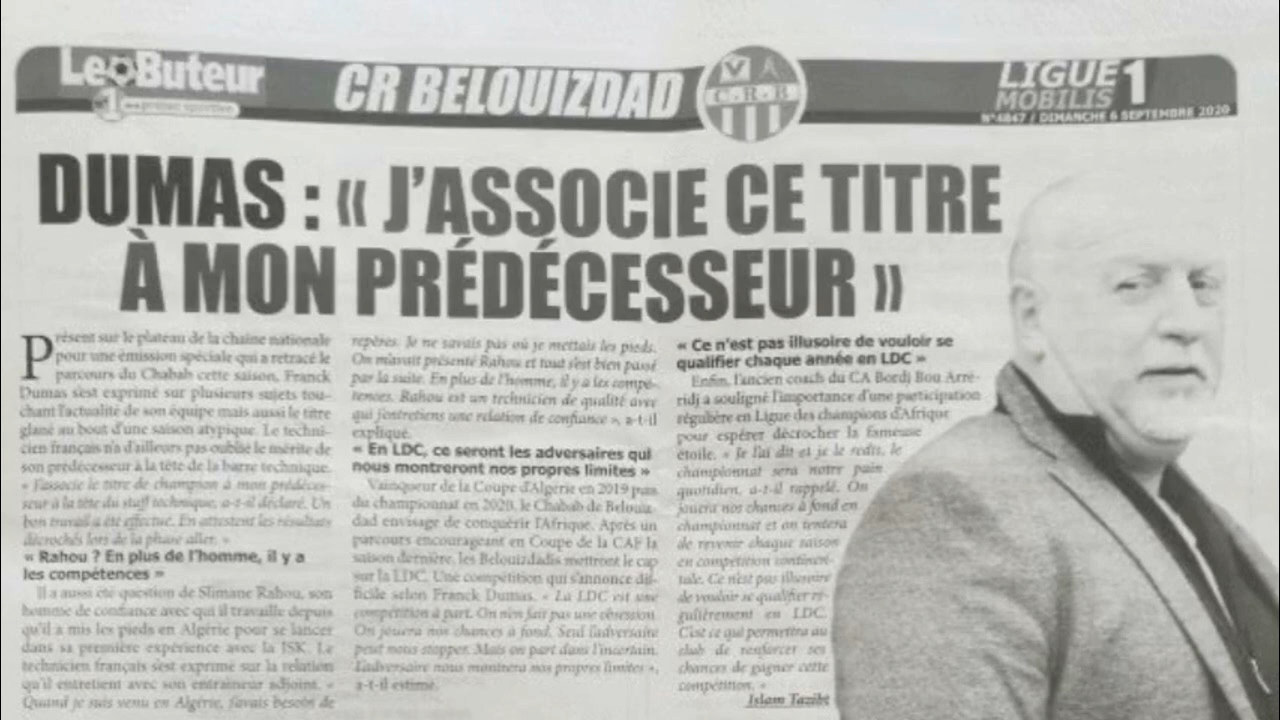 Le Buteur
N°1 de la presse sportive
CR BELOUIZDAD
C.R.B
LIGUE 1
MOBILIS
N°4847 / DIMANCHE 6 SEPTEMBRE 2020
DUMAS : « J'ASSOCIE CE TITRE
À MON PRÉDÉCESSEUR »
Présent sur le plateau de la chaine nationale
pour une émission spéciale qui a retracé le
parcours du Chabab cette saison, Franck
Dumas s'est exprimé sur plusieurs sujets tou-
chant l'actualité de son équipe mais aussi le titre
glané au bout d'une saison atypique. Le techni-
cien français n'a d'ailleurs pas oublié le mérite de
son prédécesseur à la tête de la barre technique.
« J'associe le titre de champion à mon prédéces-
seur à la tête du staff technique, a-t-il déclaré. Un
bon travail a été effectué. En attestent les résultats
décrochés lors de la phase aller. »
« Rahou ? En plus de l'homme, il y a
les compétences »
Il a aussi été question de Slimane Rahou, son
homme de confiance avec qui il travaille depuis
qu'il a mis les pieds en Algérie pour se lancer
dans sa première expérience avec la JSK. Le
technicien français s'est exprimé sur la relation
qu'il entretient avec son entraineur adjoint. «
Quand je suis venu en Algérie, j'avais besoin de
repères. Je ne savais pas où je mettais les pieds.
On m'avait présenté Rahou et tout s'est bien passé
par la suite. En plus de l'homme, il y a les compé-
tences. Rahou est un technicien de qualité avec
qui j'entretiens une relation de confiance », a-t-il
expliqué.
« En LDC, ce seront les adversaires qui
nous montreront nos propres limites »
Vainqueur de la Coupe d'Algérie en 2019 puis
du championnat en 2020, le Chabab de Belouiz-
dad envisage de conquérir l'Afrique. Après un
parcours encourageant en Coupe de la CAF la
saison dernière, les Belouizdadis mettront le cap
sur la LDC. Une compétition qui s'annonce dif-
ficile selon Franck Dumas. « La LDC est une
compétition à part. On n'en fait pas une obsession.
On jouera nos chances à fond. Seul l'adversaire
peut nous stopper. Mais on part dans l'incertain.
L'adversaire nous montrera nos propres limites »,
a-t-il estimé.
« Ce n'est pas illusoire de vouloir se
qualifier chaque année en LDC »
Enfin, l'ancien coach du CA Bordj Bou Arre-
ridj a souligné l'importance d'une participation
régulière en Ligue des champions d'Afrique
pour espérer décrocher la fameuse
étoile. « Je l'ai dit et je le redis, le
championnat sera notre pain
quotidien, a-t-il rappelé. On
jouera nos chances à fond en
championnat et on tentera
de revenir chaque saison
en compétition continen-
tale. Ce n'est pas illusoire
de vouloir se qualifier ré-
gulièrement en LDC.
C'est ce qui permettra au
club de renforcer ses
chances de gagner cette
compétition. »
Islam Tazibt